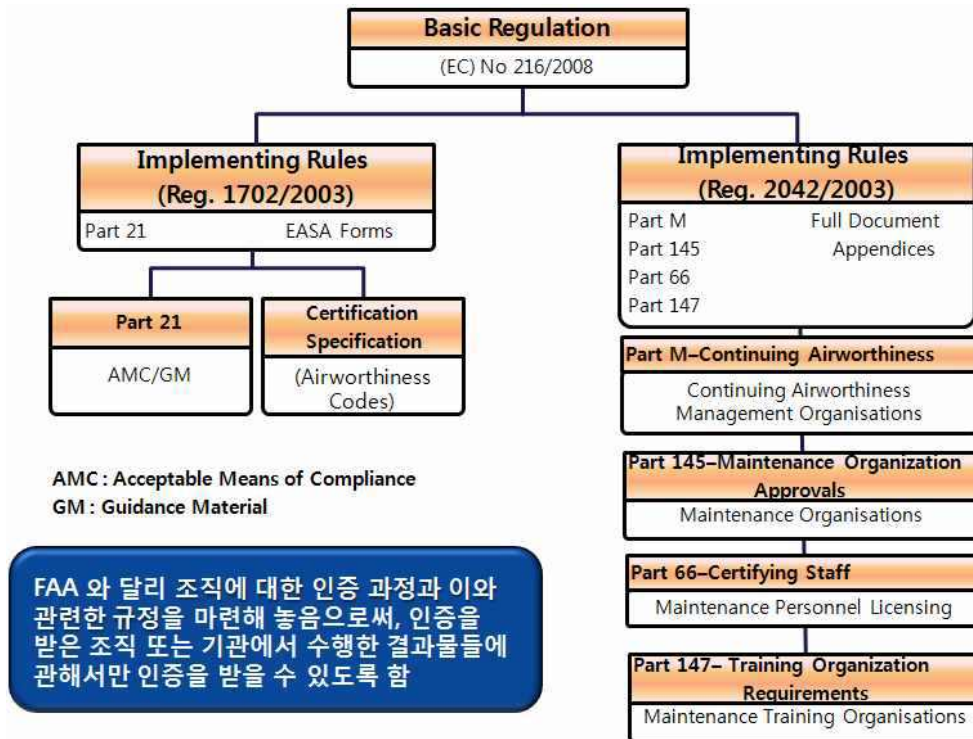 Basic Regulation
(EC) No 216/2008
Implementing Rules
(Reg. 1702/2003)
Part 21 EASA Forms
Part 21
AMC/GM
Certification
Specification
(Airworthiness
Codes)
AMC : Acceptable Means of Compliance
GM : Guidance Material
FAA 와 달리 조직에 대한 인증 과정과 이와
관련한 규정을 마련해 놓음으로써, 인증을
받은 조직 또는 기관에서 수행한 결과물들에
관해서만 인증을 받을 수 있도록 함
Implementing Rules
(Reg. 2042/2003)
Part M Full Document
Part 145 Appendices
Part 66
Part 147
Part M–Continuing Airworthiness
Continuing Airworthiness
Management Organisations
Part 145–Maintenance Organization
Approvals
Maintenance Organisations
Part 66–Certifying Staff
Maintenance Personnel Licensing
Part 147– Training Organization
Requirements
Maintenance Training Organisations